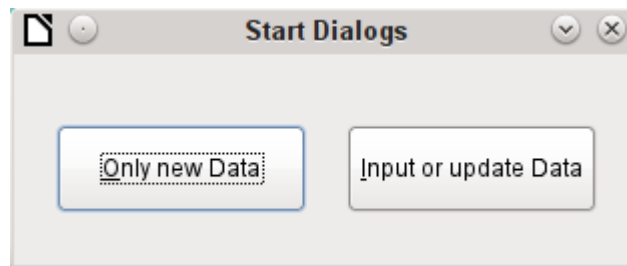 Start Dialogs
Only new Data
Input or update Data